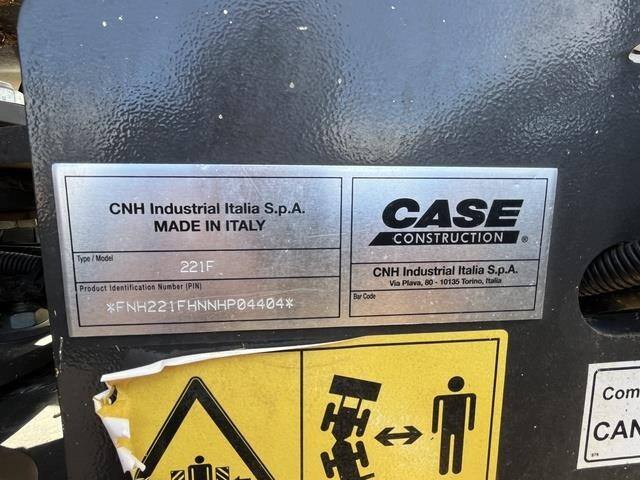 CNH Industrial Italia S.p.A.
MADE IN ITALY
Type / Model
221F
Product Identification Number (PIN)
*FNH221FHNNHP04404*
CASE
CONSTRUCTION®
CNH Industrial Italia S.p.A.
Via Plava, 80 - 10135 Torino, Italia
Bar Code
Com
CAN